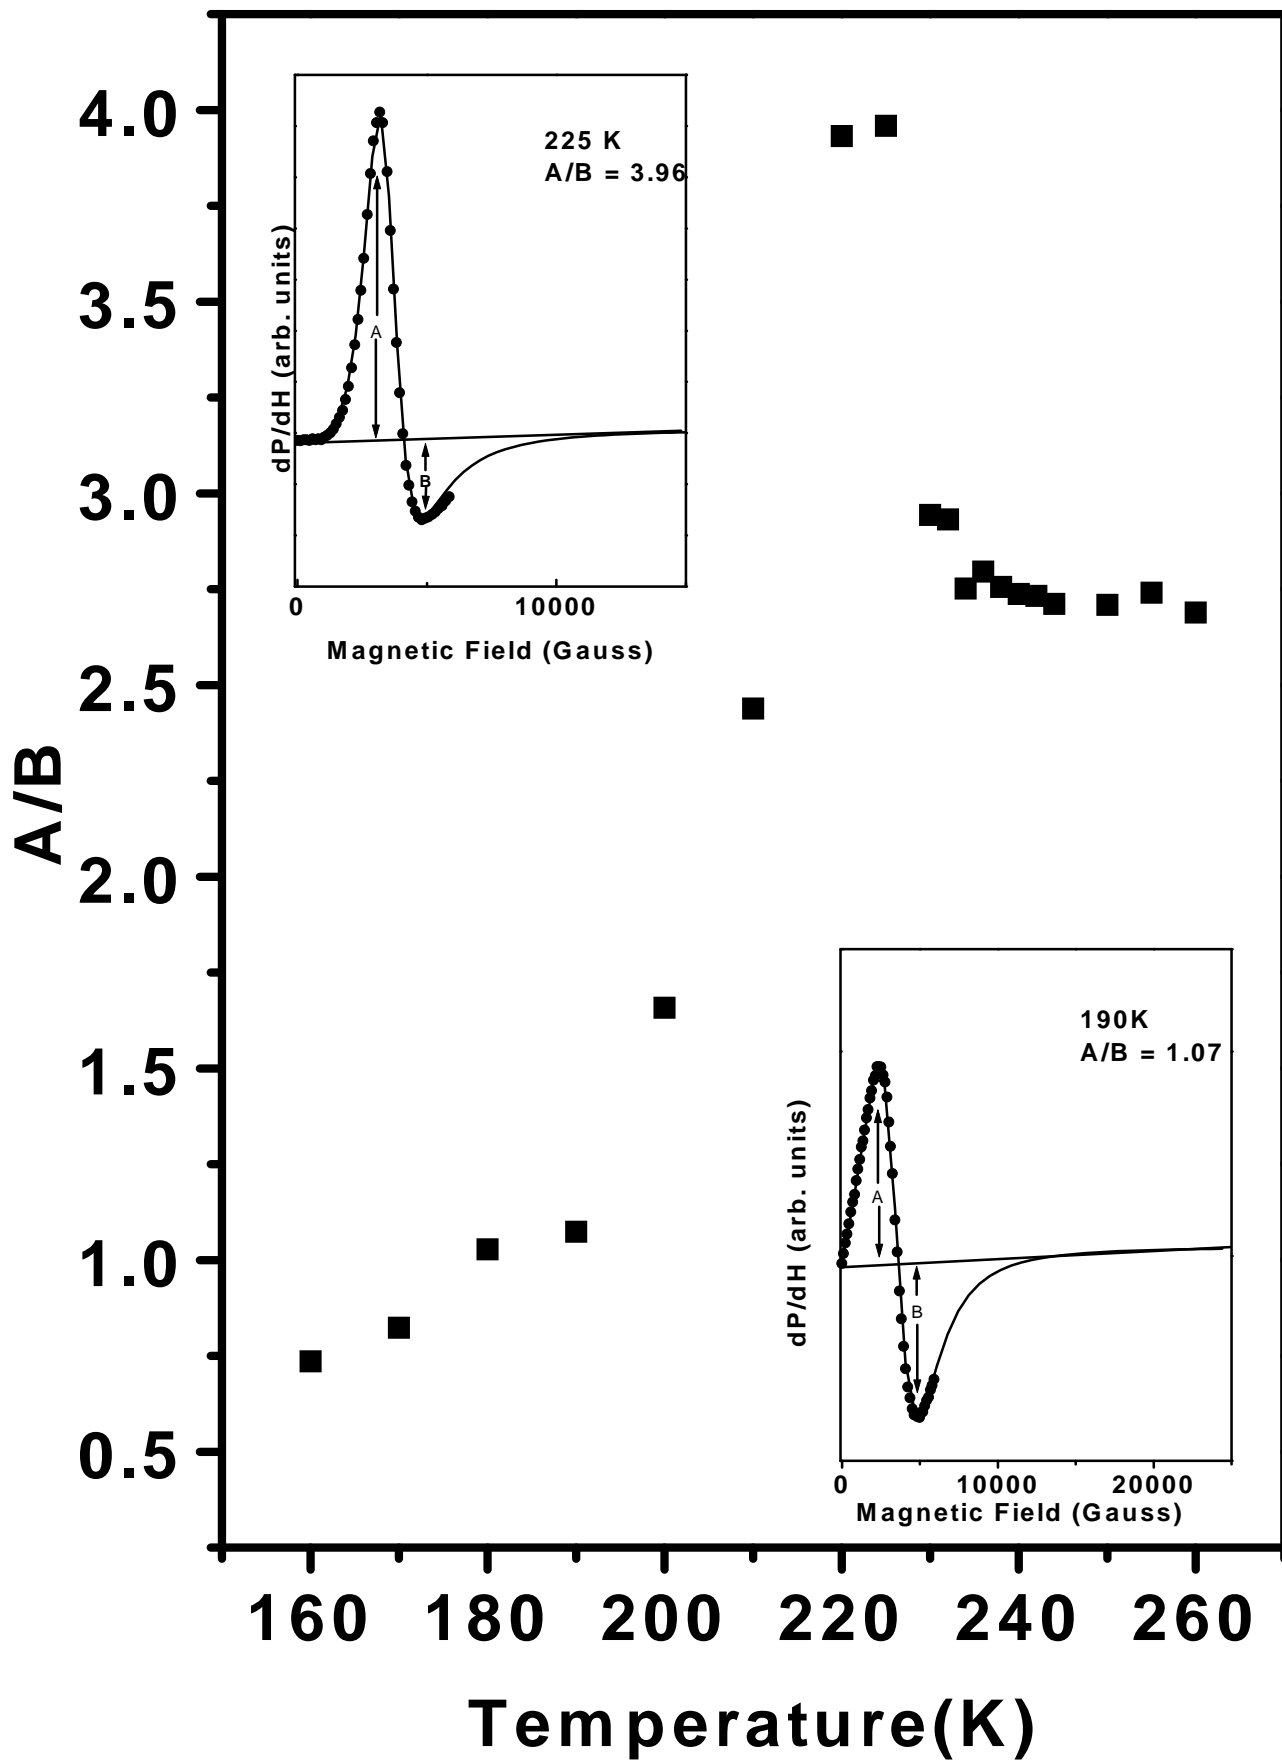 4.0
3.5
3.0
2.5
2.0
1.5
1.0
0.5
A/B
160 180 200 220 240 260
Temperature(K)
225 K
A/B = 3.96
dP/dH (arb. units)
A
B
0 10000
Magnetic Field (Gauss)
190K
A/B = 1.07
dP/dH (arb. units)
A
B
0 10000 20000
Magnetic Field (Gauss)